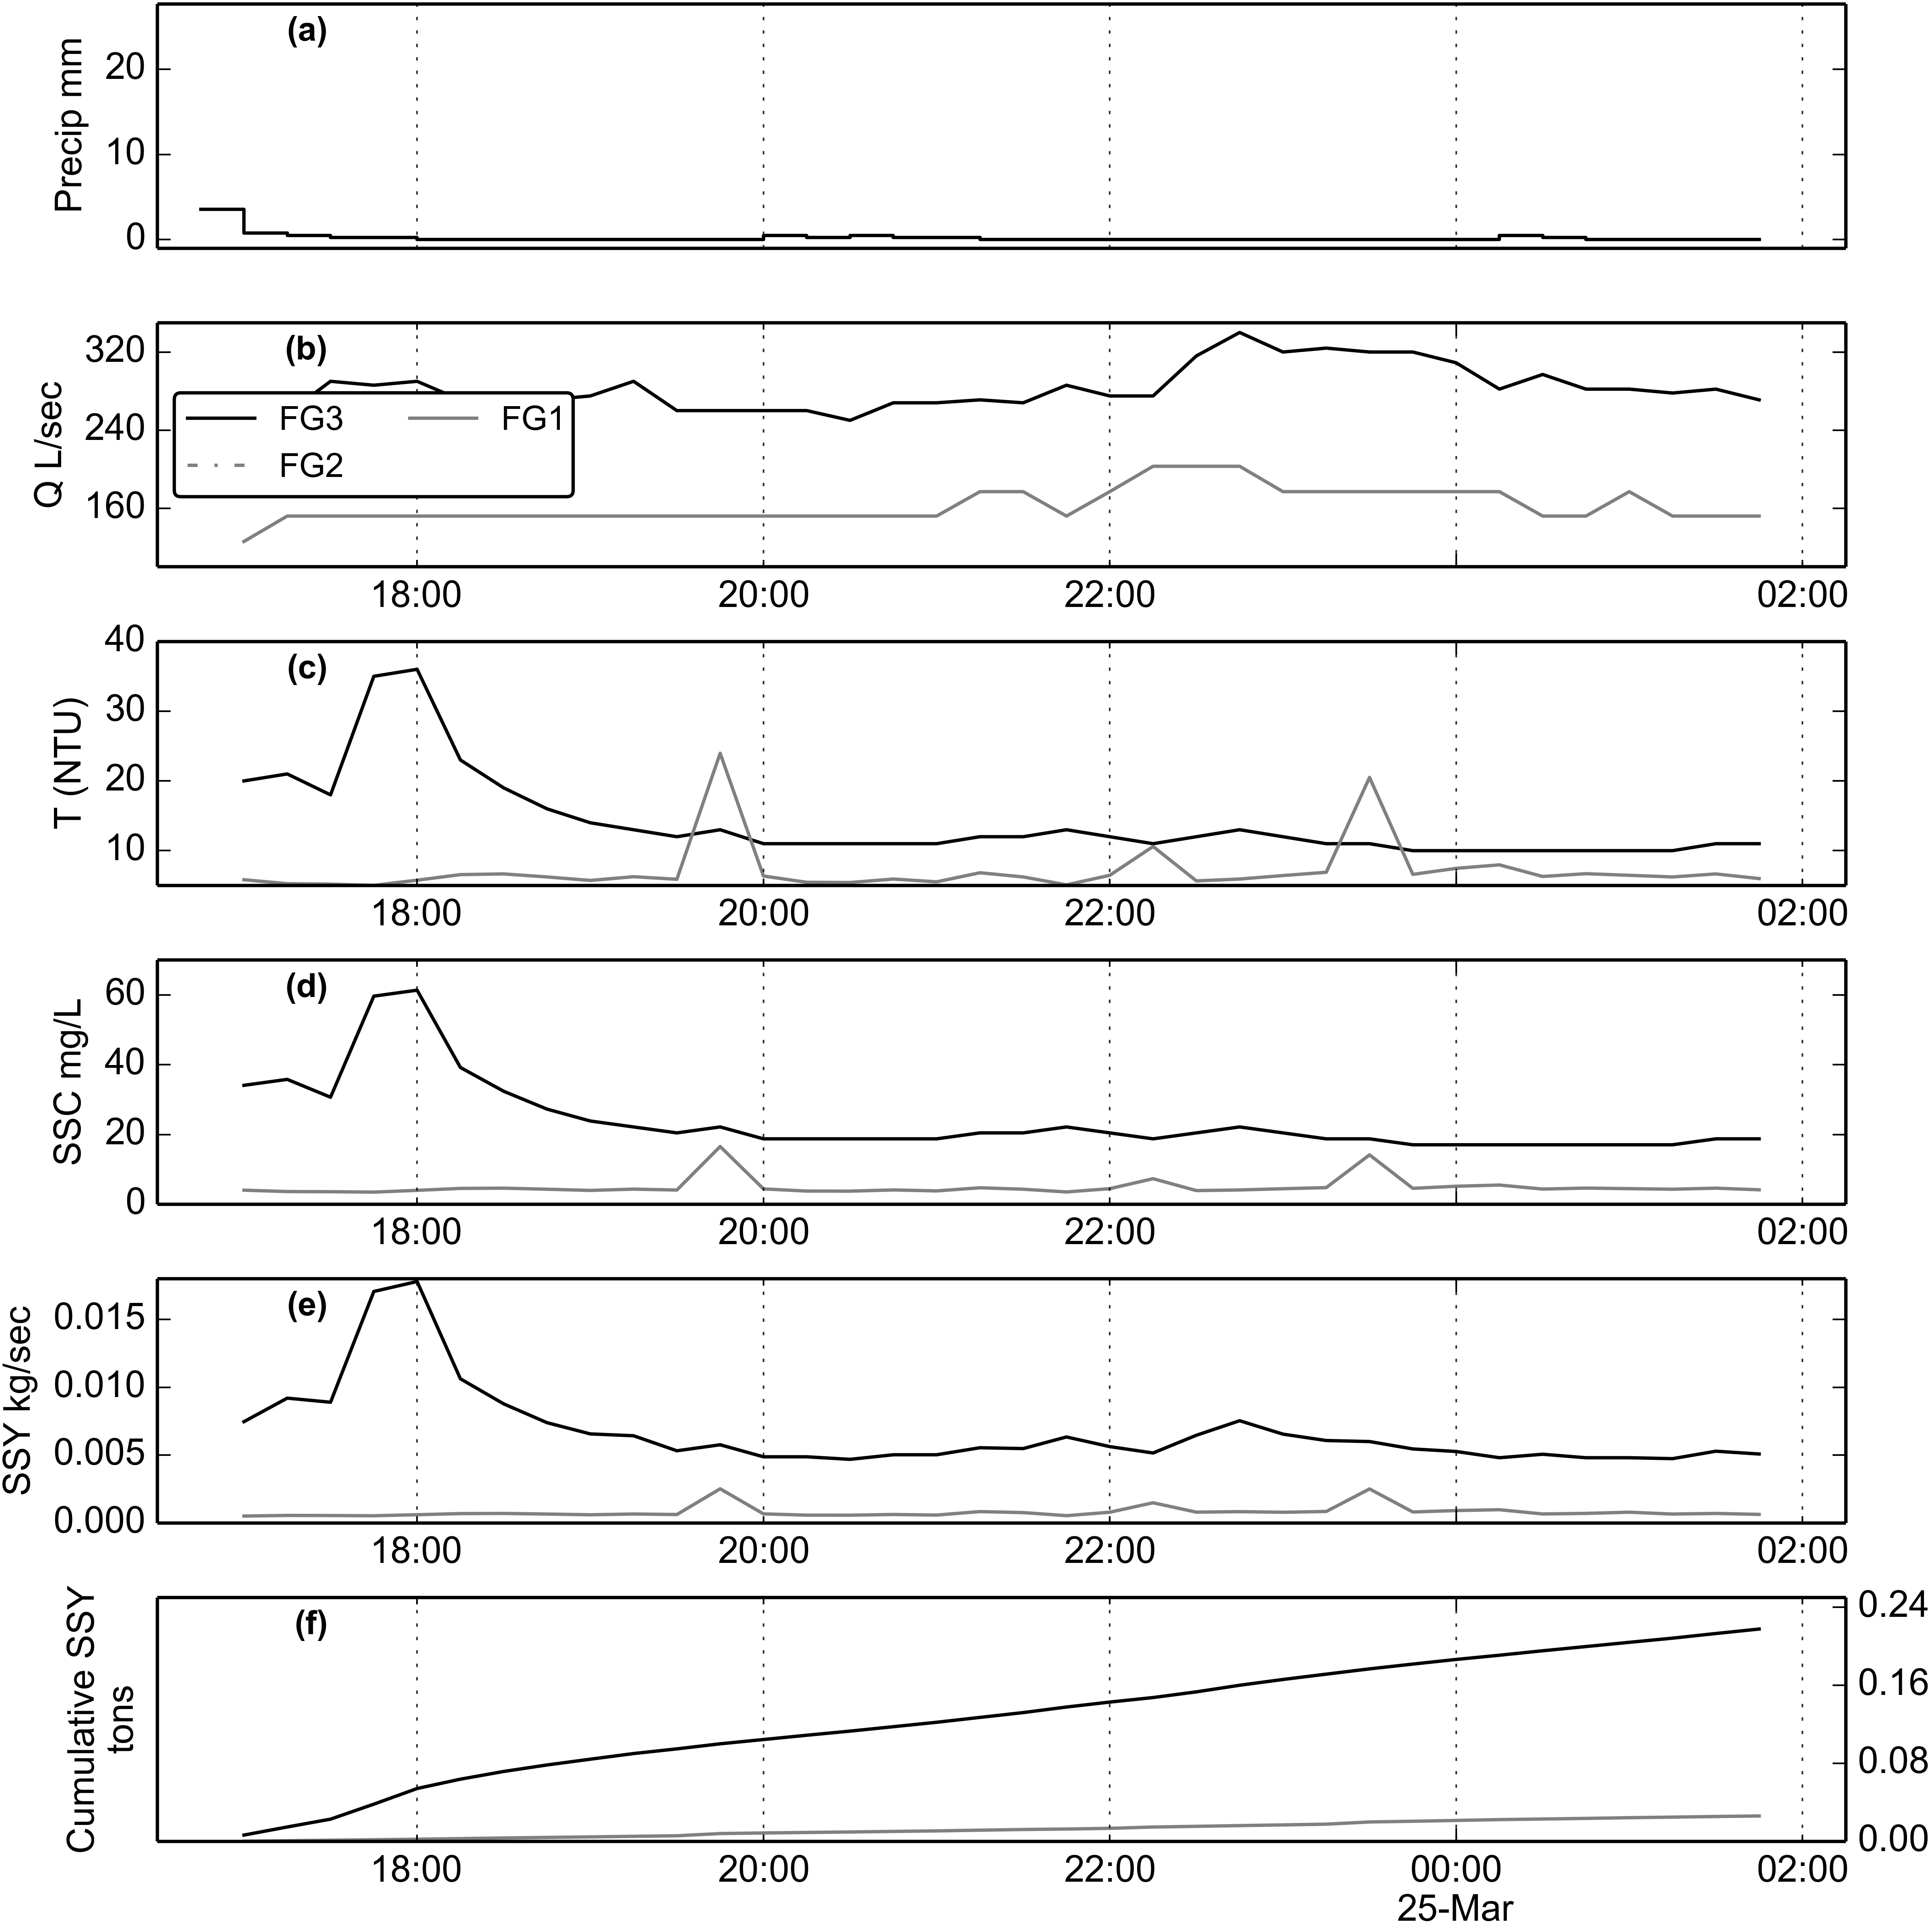 (a)
Precip mm
20
10
0
(b)
Q L/sec
320
240
160
FG3 FG1
FG2
18:00 20:00 22:00 02:00
(c)
T (NTU)
40
30
20
10
18:00 20:00 22:00 02:00
(d)
SSC mg/L
60
40
20
0
18:00 20:00 22:00 02:00
(e)
SSY kg/sec
0.015
0.010
0.005
0.000
18:00 20:00 22:00 02:00
(f)
Cumulative SSY
tons
0.24
0.16
0.08
0.00
18:00 20:00 22:00 00:00 02:00
25-Mar